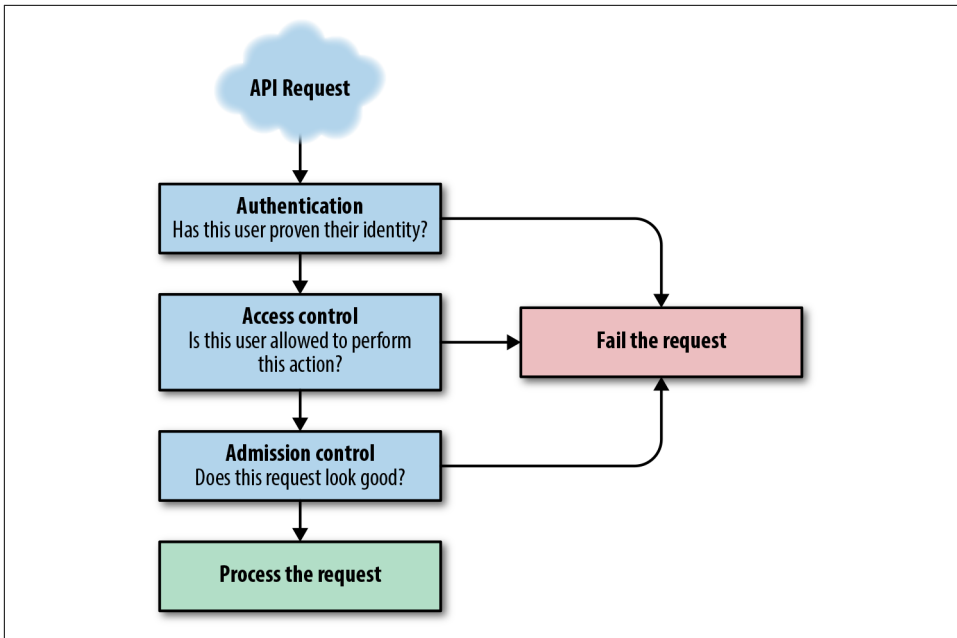 API Request
Authentication
Has this user proven their identity?
Access control
Is this user allowed to perform
this action?
Fail the request
Admission control
Does this request look good?
Process the request